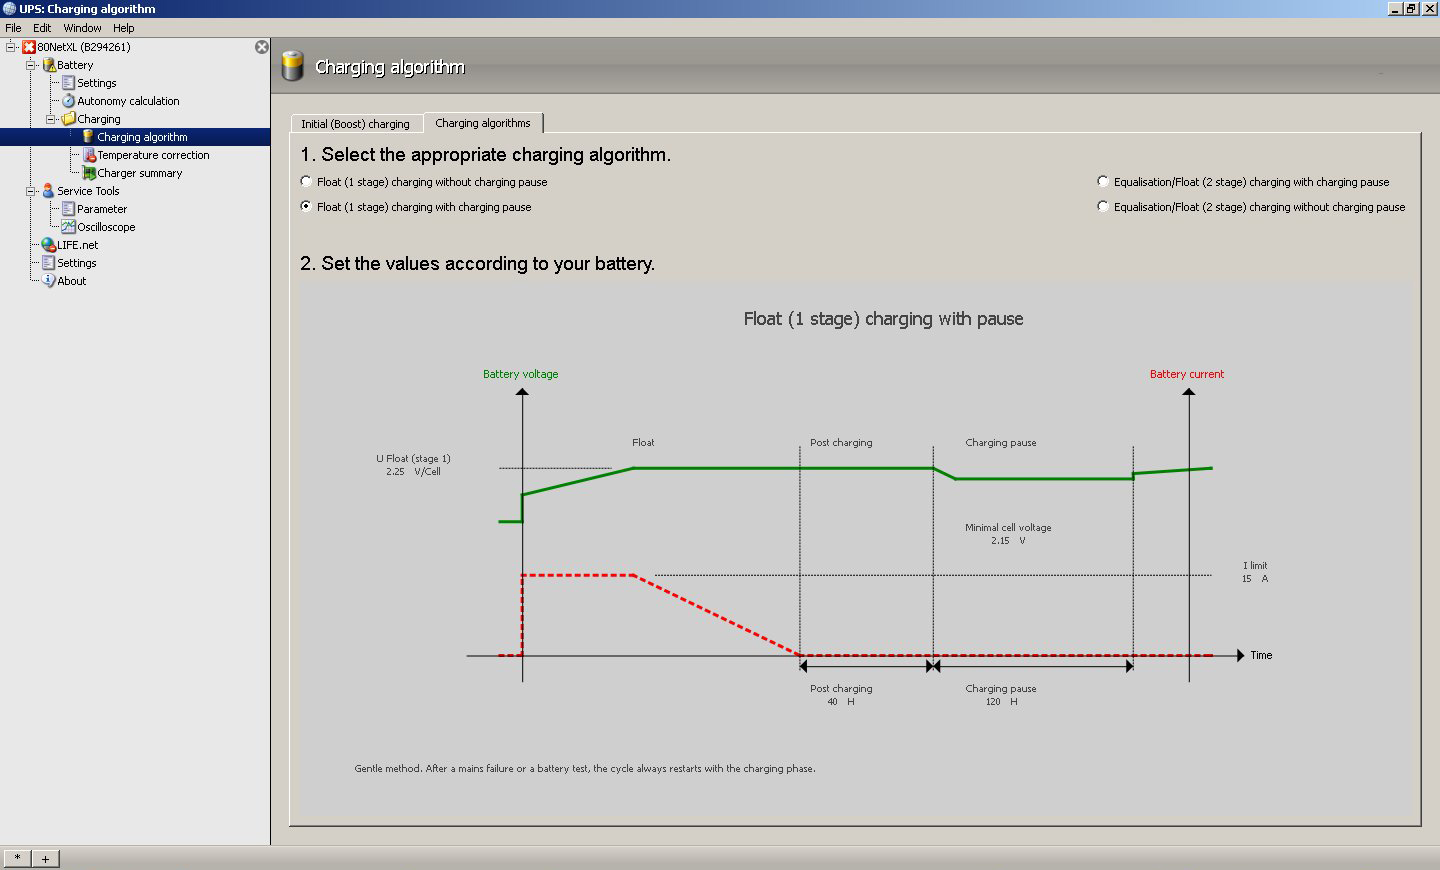 UPS: Charging algorithm
File Edit Window Help
80NetXL (B294261)
Battery
Settings
Autonomy calculation
Charging
Charging algorithm
Temperature correction
Charger summary
Service Tools
Parameter
Oscilloscope
LIFE.net
Settings
About
Charging algorithm
Initial (Boost) charging
Charging algorithms
1. Select the appropriate charging algorithm.
Float (1 stage) charging without charging pause
Equalisation/Float (2 stage) charging with charging pause
Float (1 stage) charging with charging pause
Equalisation/Float (2 stage) charging without charging pause
2. Set the values according to your battery.
Float (1 stage) charging with pause
Battery voltage
Battery current
Float
Post charging
Charging pause
U Float (stage 1)
2.25 V/Cell
Minimal cell voltage
2.15 V
I limit
15 A
Time
Post charging
40 H
Charging pause
120 H
Gentle method. After a mains failure or a battery test, the cycle always restarts with the charging phase.
* +